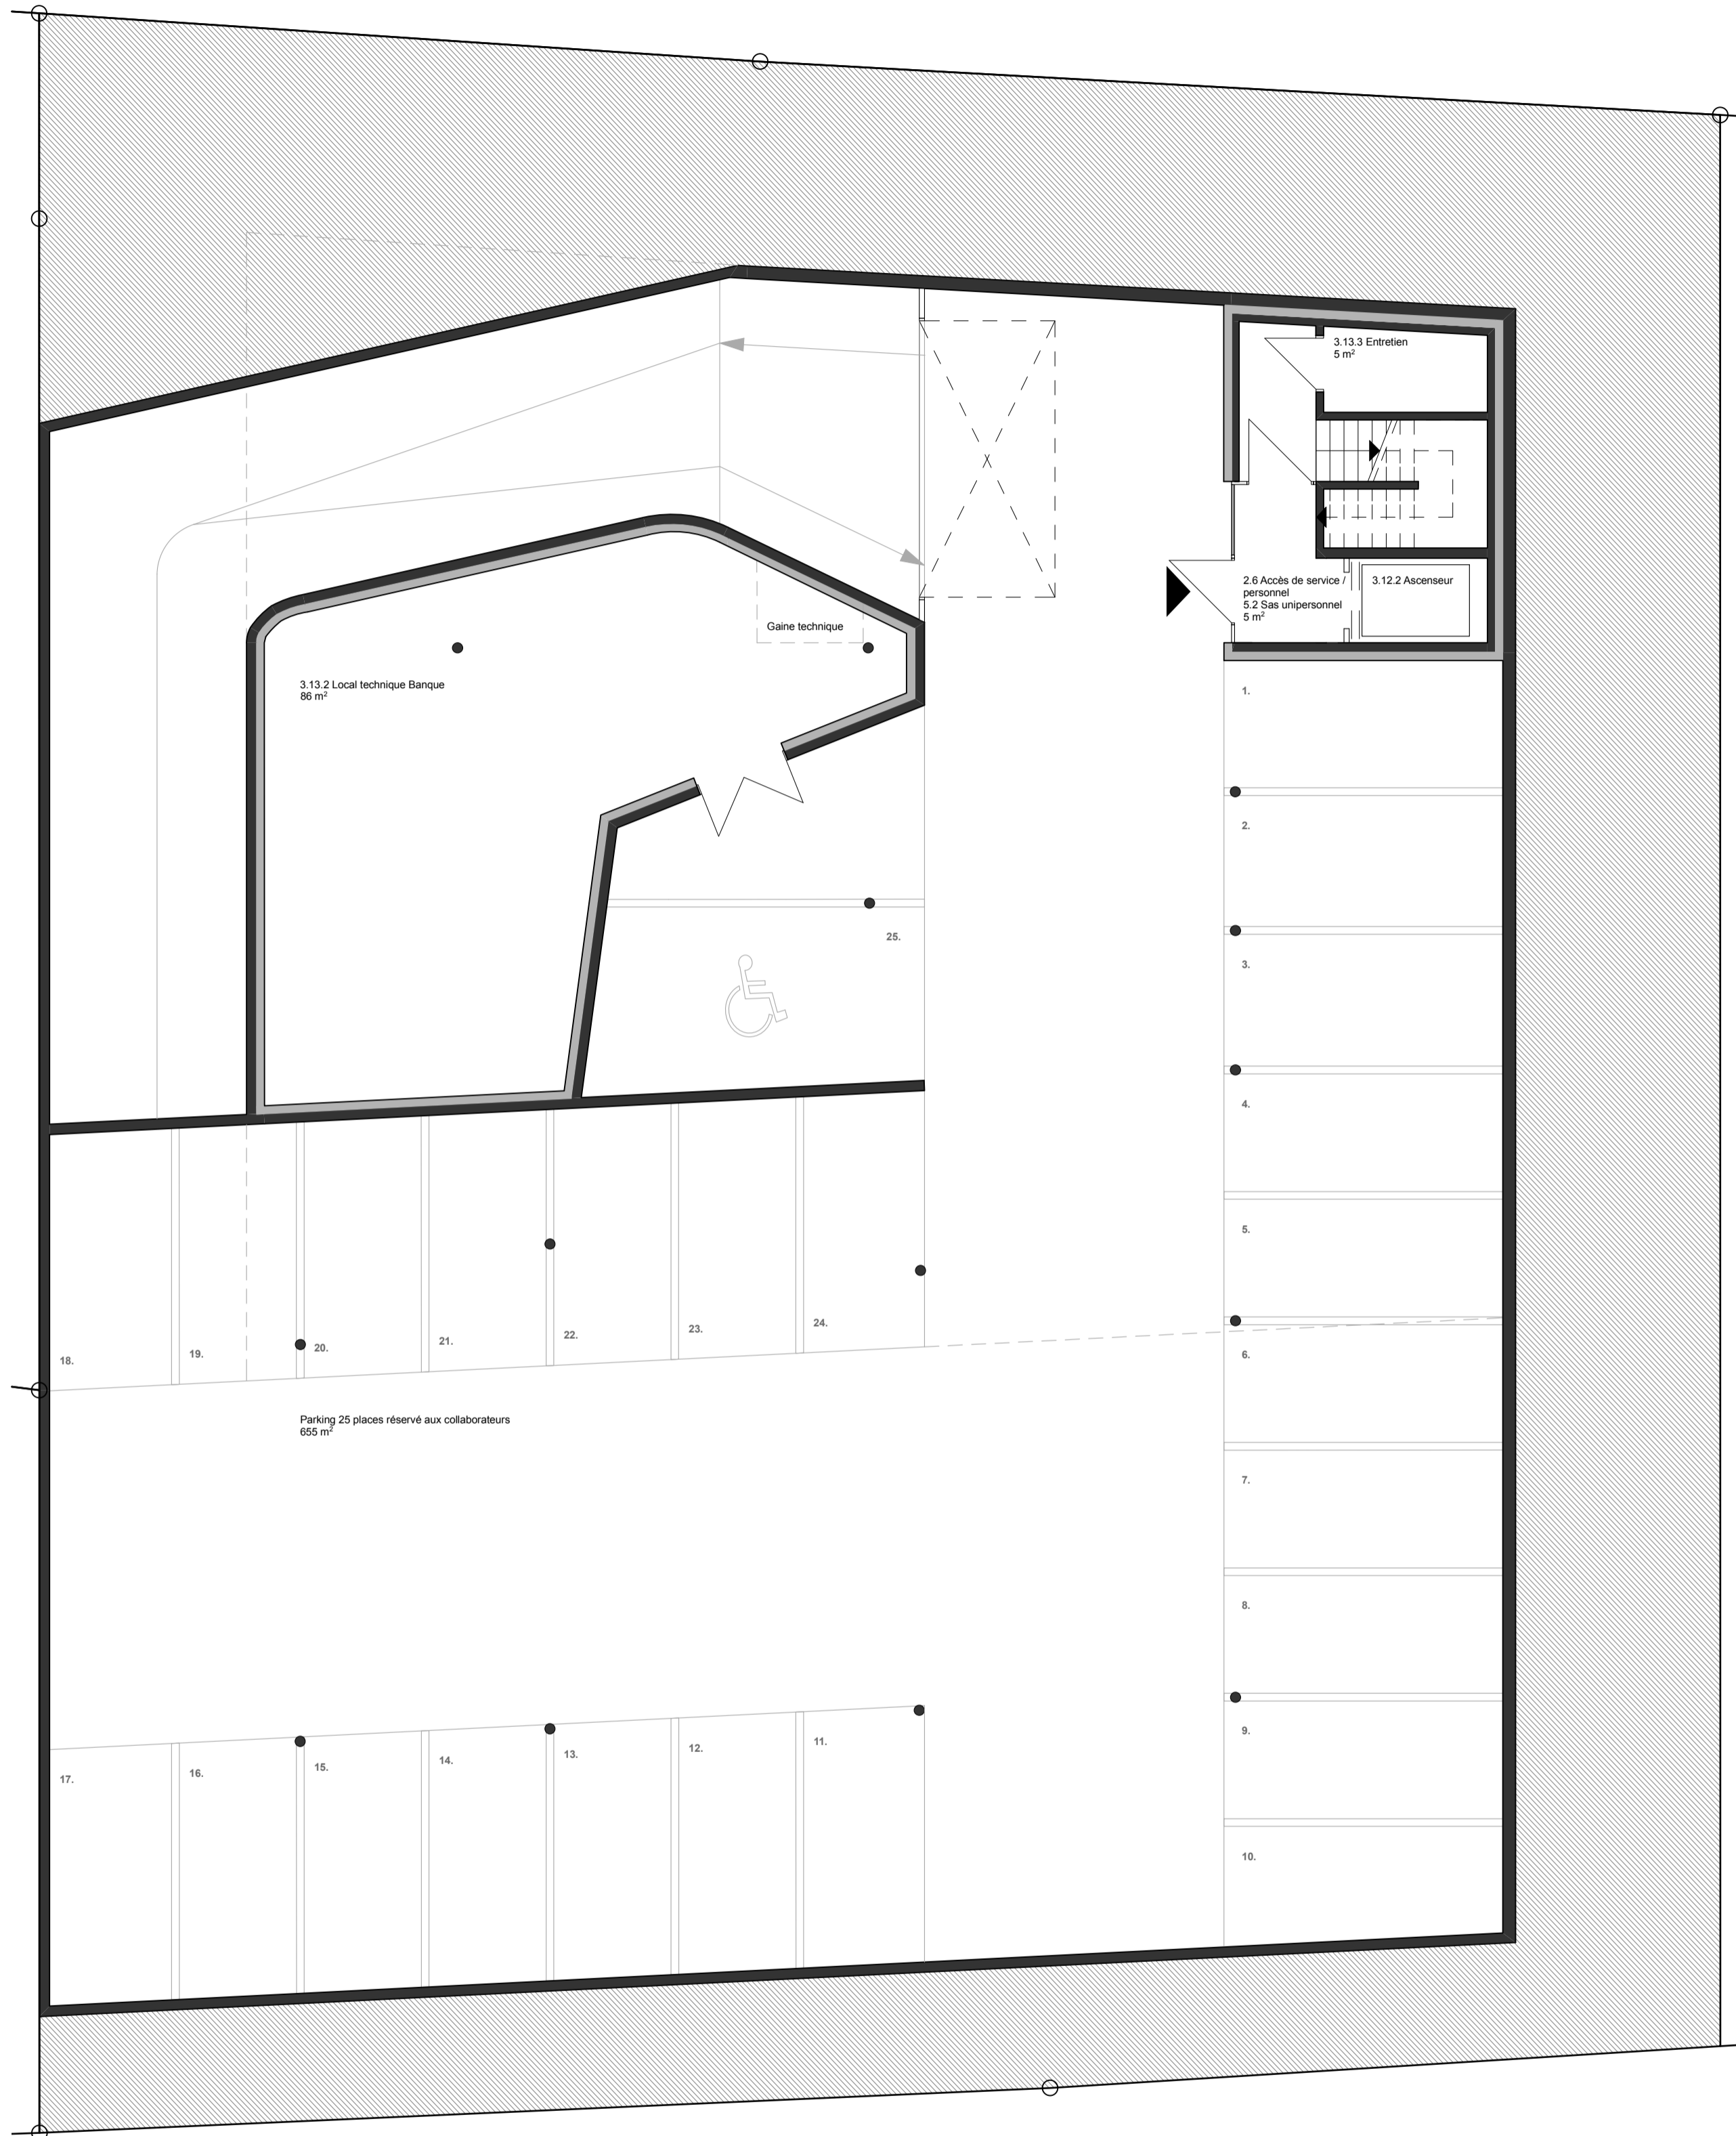 3.13.3 Entretien
5 m²
2.6 Accès de service /
personnel
5.2 Sas unipersonnel
5 m²
3.12.2 Ascenseur
Gaine technique
3.13.2 Local technique Banque
86 m²
1.
2.
25.
3.
4.
5.
24.
23.
22.
21.
20.
19.
18.
6.
Parking 25 places réservé aux collaborateurs
655 m²
7.
8.
9.
11.
12.
13.
14.
15.
16.
17.
10.